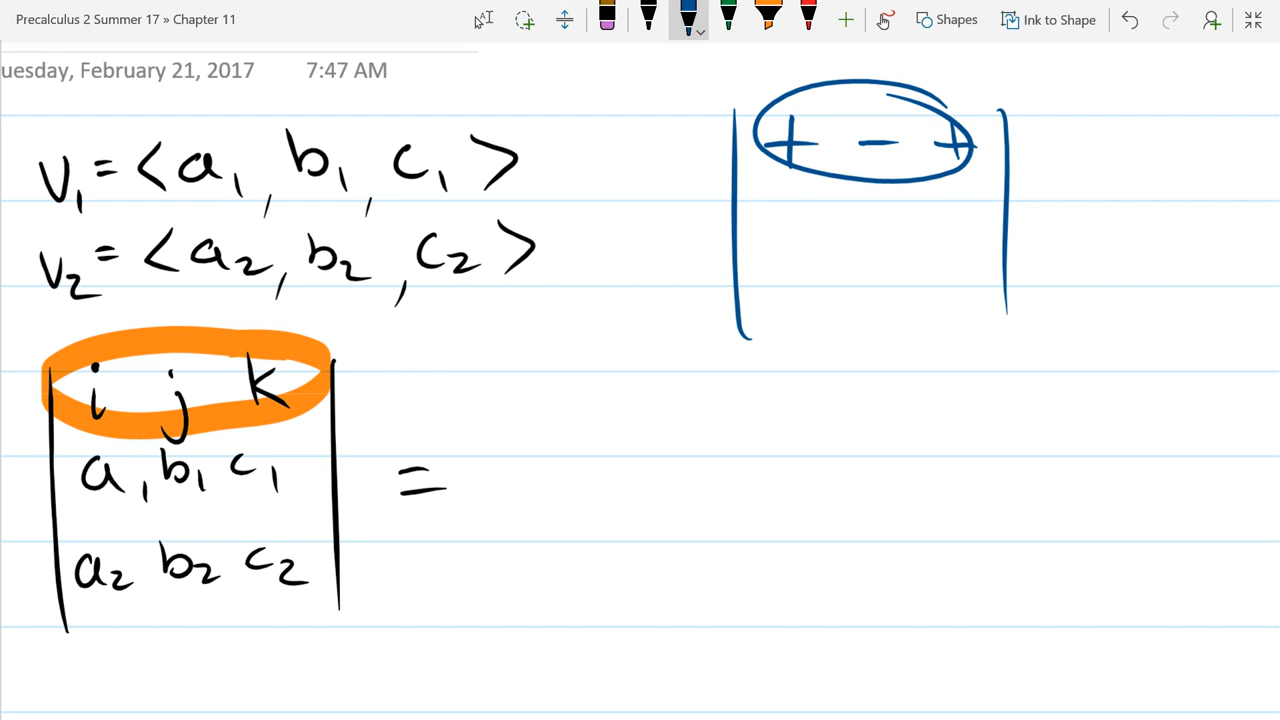 Precalculus 2 Summer 17 » Chapter 11
Shapes
Ink to Shape
uesday, February 21, 2017 7:47 AM
V₁ = <a₁, b₁, c₁>
V₂ = <a₂, b₂, c₂>
+ − +
i j k
a₁ b₁ c₁ =
a₂ b₂ c₂